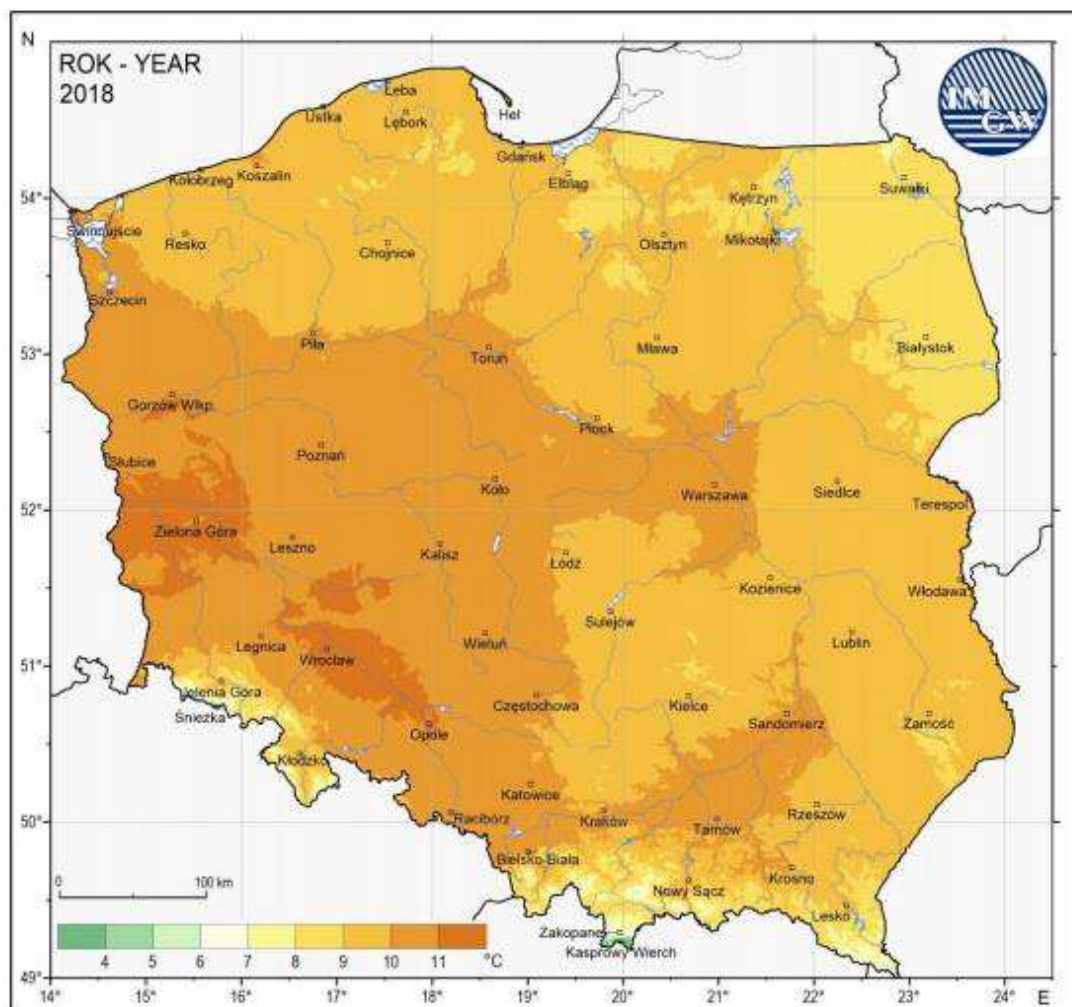 N
ROK - YEAR
2018
IM
GW
Łeba
Ustka
Lębork
Hel
Gdańsk
Kołobrzeg
Koszalin
Elbląg
Kętrzyn
Suwałki
54°
Świnoujście
Resko
Chojnice
Olsztyn
Mikołajki
Szczecin
Piła
Toruń
Mława
Białystok
53°
Gorzów Wlkp.
Płock
Słubice
Poznań
Koło
Warszawa
Siedlce
Terespol
52°
Zielona Góra
Leszno
Kalisz
Łódź
Kozienice
Włodawa
Sulejów
Legnica
Wrocław
Wieluń
Lublin
51°
Jelenia Góra
Śnieżka
Częstochowa
Kielce
Sandomierz
Zamość
Opole
Kłodzko
Katowice
Racibórz
Kraków
Tarnów
Rzeszów
50°
Bielsko-Biała
Nowy Sącz
Krosno
Lesko
0 100 km
Zakopane
Kasprowy Wierch
4 5 6 7 8 9 10 11 °C
49°
14° 15° 16° 17° 18° 19° 20° 21° 22° 23° 24° E